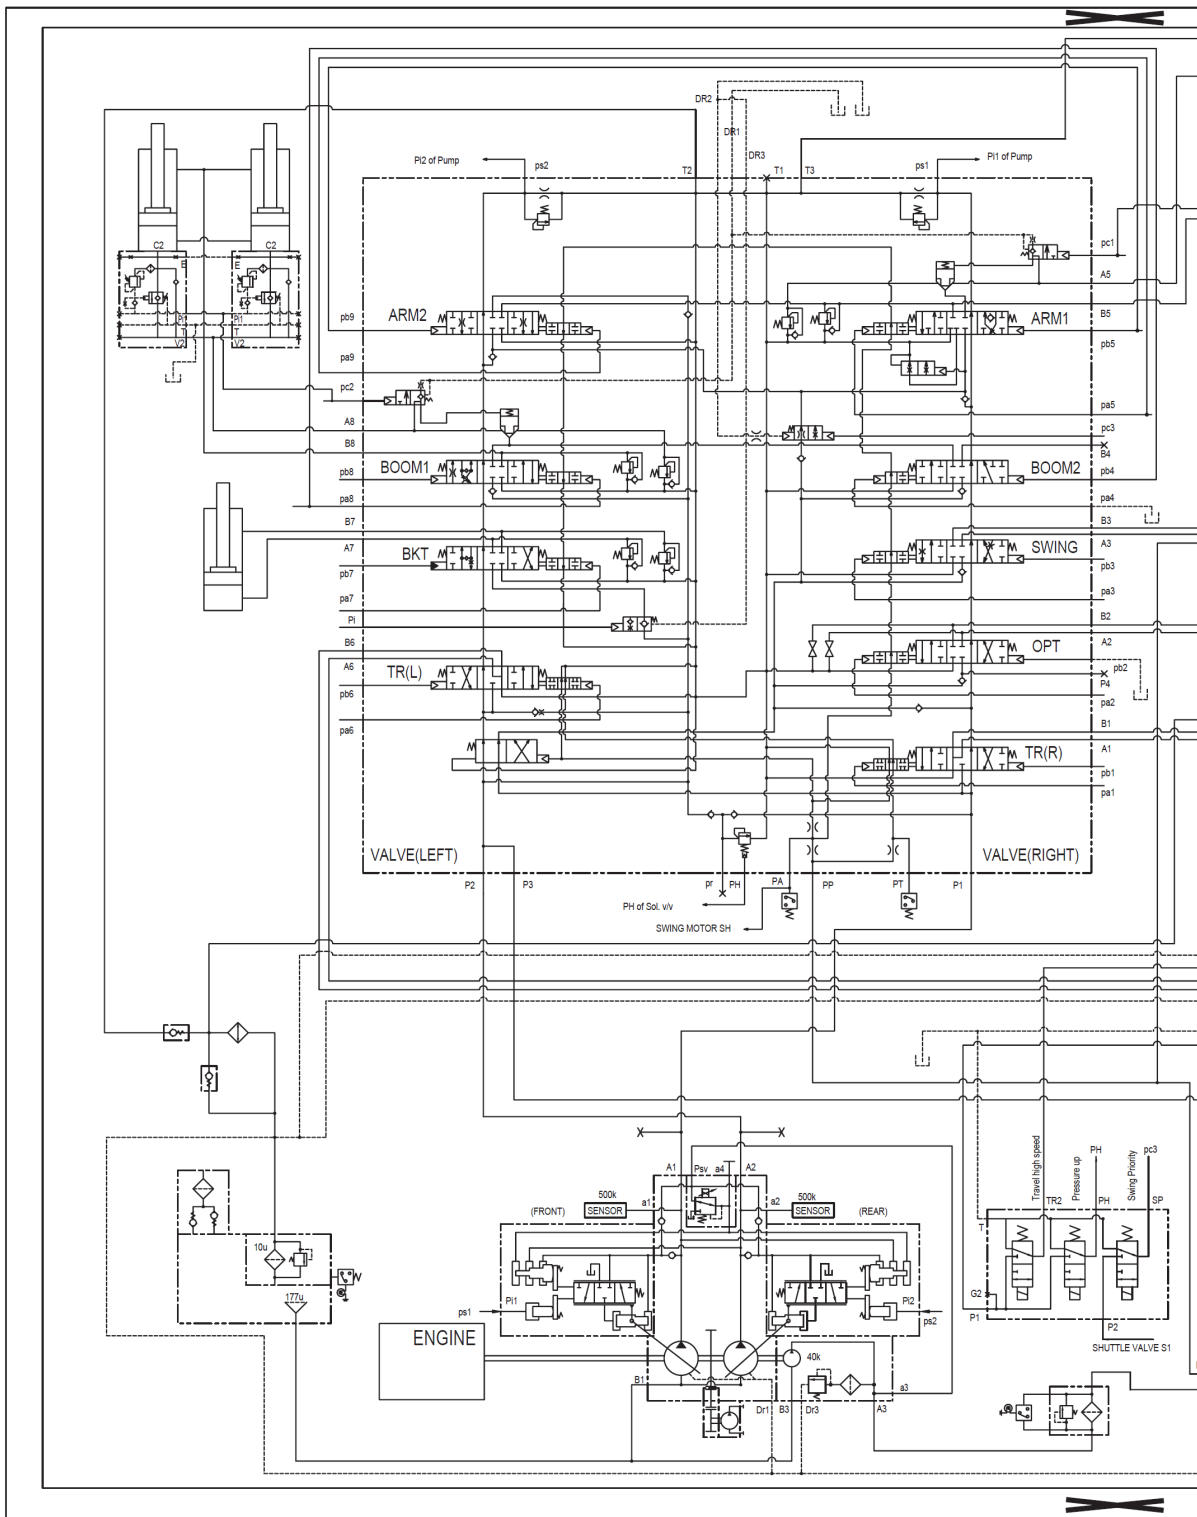 DR2
DR1
DR3
Pi2 of Pump
ps2
T2
T1
T3
ps1
Pi1 of Pump
C2
C2
E
E
Pi1
Pi1
T
T
V2
V2
pc1
A5
pb9
ARM2
ARM1
B5
pa9
pb5
pc2
pa5
A8
pc3
B8
B4
pb8
BOOM1
BOOM2
pb4
pa8
pa4
B7
B3
A7
BKT
SWING
A3
pb7
pb3
pa7
pa3
Pi
B2
B6
OPT
A2
A6
TR(L)
pb2
pb6
P4
pa2
pa6
B1
TR(R)
A1
pb1
pa1
VALVE(LEFT)
VALVE(RIGHT)
P2
P3
pr
PH
PA
PP
PT
P1
PH of Sol. v/v
SWING MOTOR SH
A1
Psv
a4
A2
Travel high speed
TR2
Pressure up
PH
PH
Swing Priority
pc3
SP
500k
SENSOR
a1
a2
500k
SENSOR
(FRONT)
(REAR)
T
10u
177u
ps1
Pi1
Pi2
ps2
G2
P1
P2
SHUTTLE VALVE S1
ENGINE
40k
B1
a3
Dr1
B3
Dr3
A3